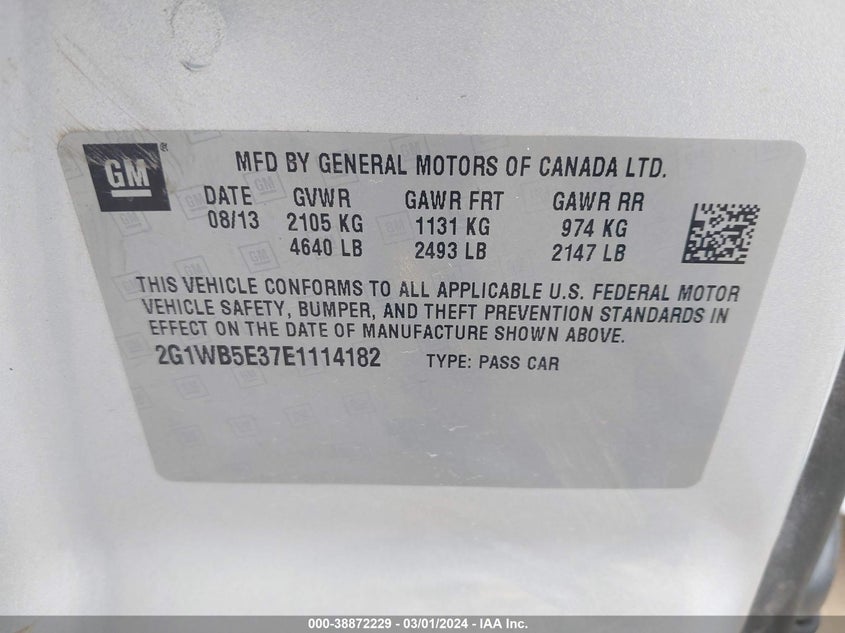 GM
MFD BY GENERAL MOTORS OF CANADA LTD.
DATE GVWR GAWR FRT GAWR RR
08/13 2105 KG 1131 KG 974 KG
4640 LB 2493 LB 2147 LB
THIS VEHICLE CONFORMS TO ALL APPLICABLE U.S. FEDERAL MOTOR
VEHICLE SAFETY, BUMPER, AND THEFT PREVENTION STANDARDS IN
EFFECT ON THE DATE OF MANUFACTURE SHOWN ABOVE.
2G1WB5E37E1114182 TYPE: PASS CAR
000-38872229 - 03/01/2024 - IAA Inc.